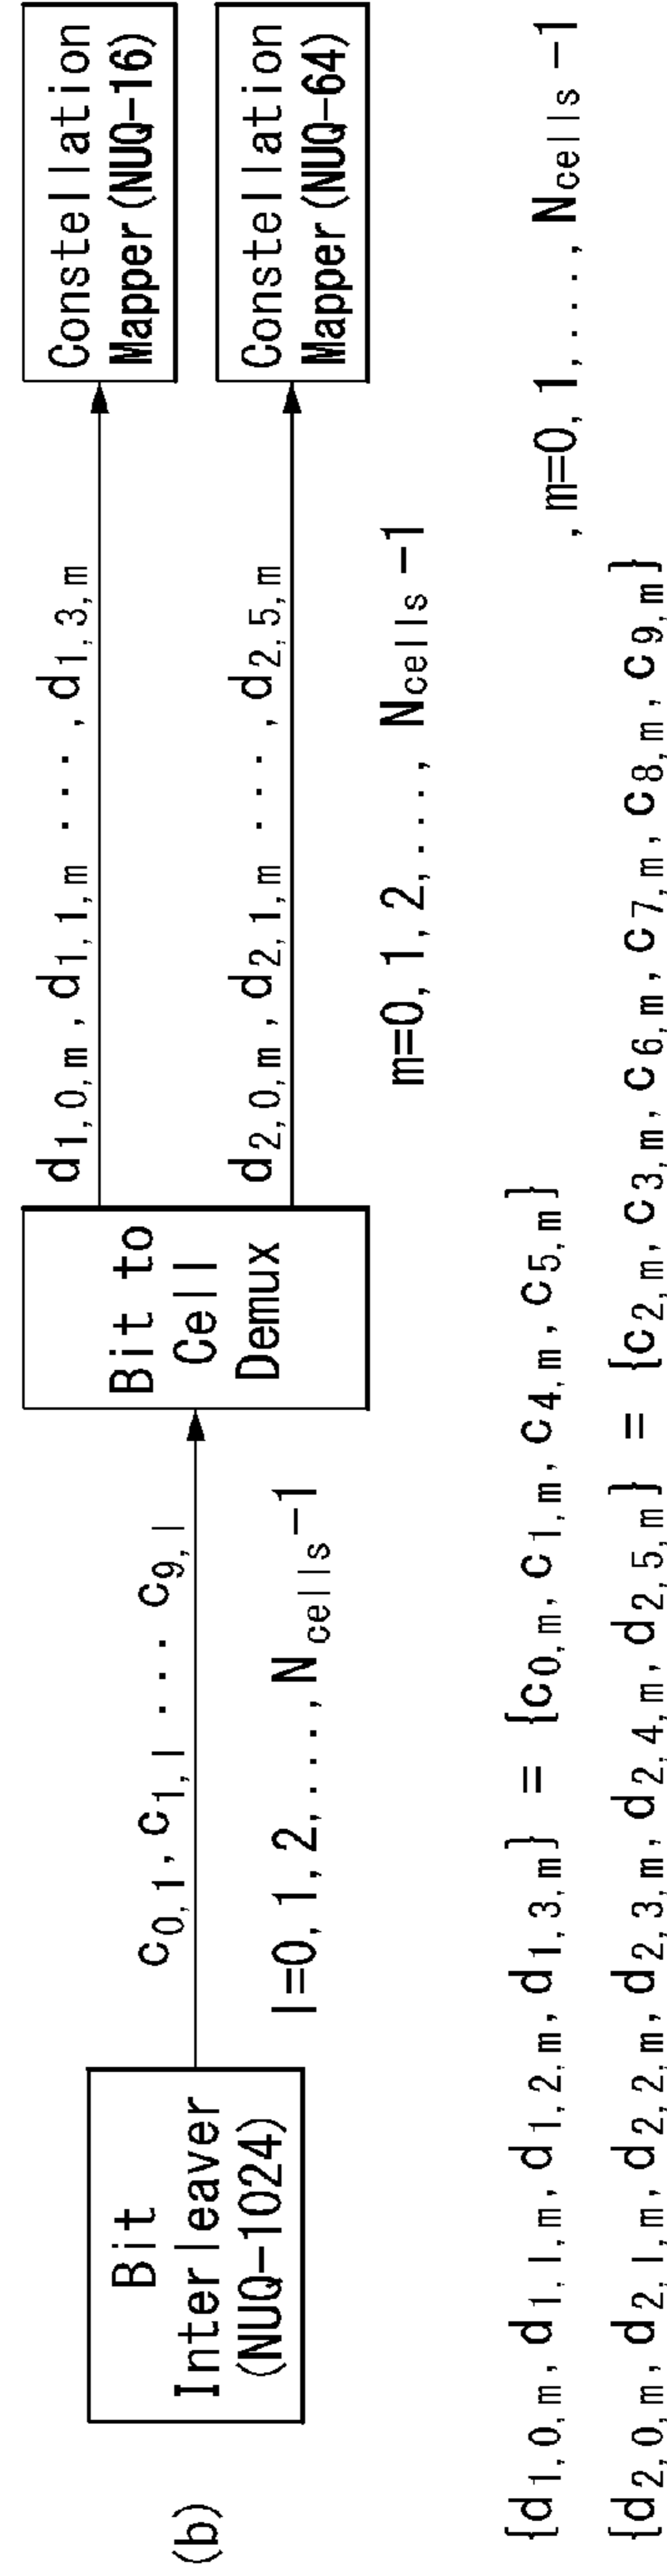 (b)
Bit
Interleaver
(NUQ-1024)
c0,1, c1,l ... c9,l
l=0, 1, 2, ..., Ncells-1
Bit to
Cell
Demux
d1,0,m, d1,1,m ..., d1,3,m
d2,0,m, d2,1,m ..., d2,5,m
m=0, 1, 2, ..., Ncells-1
Constellation
Mapper (NUQ-16)
Constellation
Mapper (NUQ-64)
{d1,0,m, d1,1,m, d1,2,m, d1,3,m} = {c0,m, c1,m, c4,m, c5,m}
, m=0, 1, ..., Ncells-1
{d2,0,m, d2,1,m, d2,2,m, d2,3,m, d2,4,m, d2,5,m} = {c2,m, c3,m, c6,m, c7,m, c8,m, c9,m}